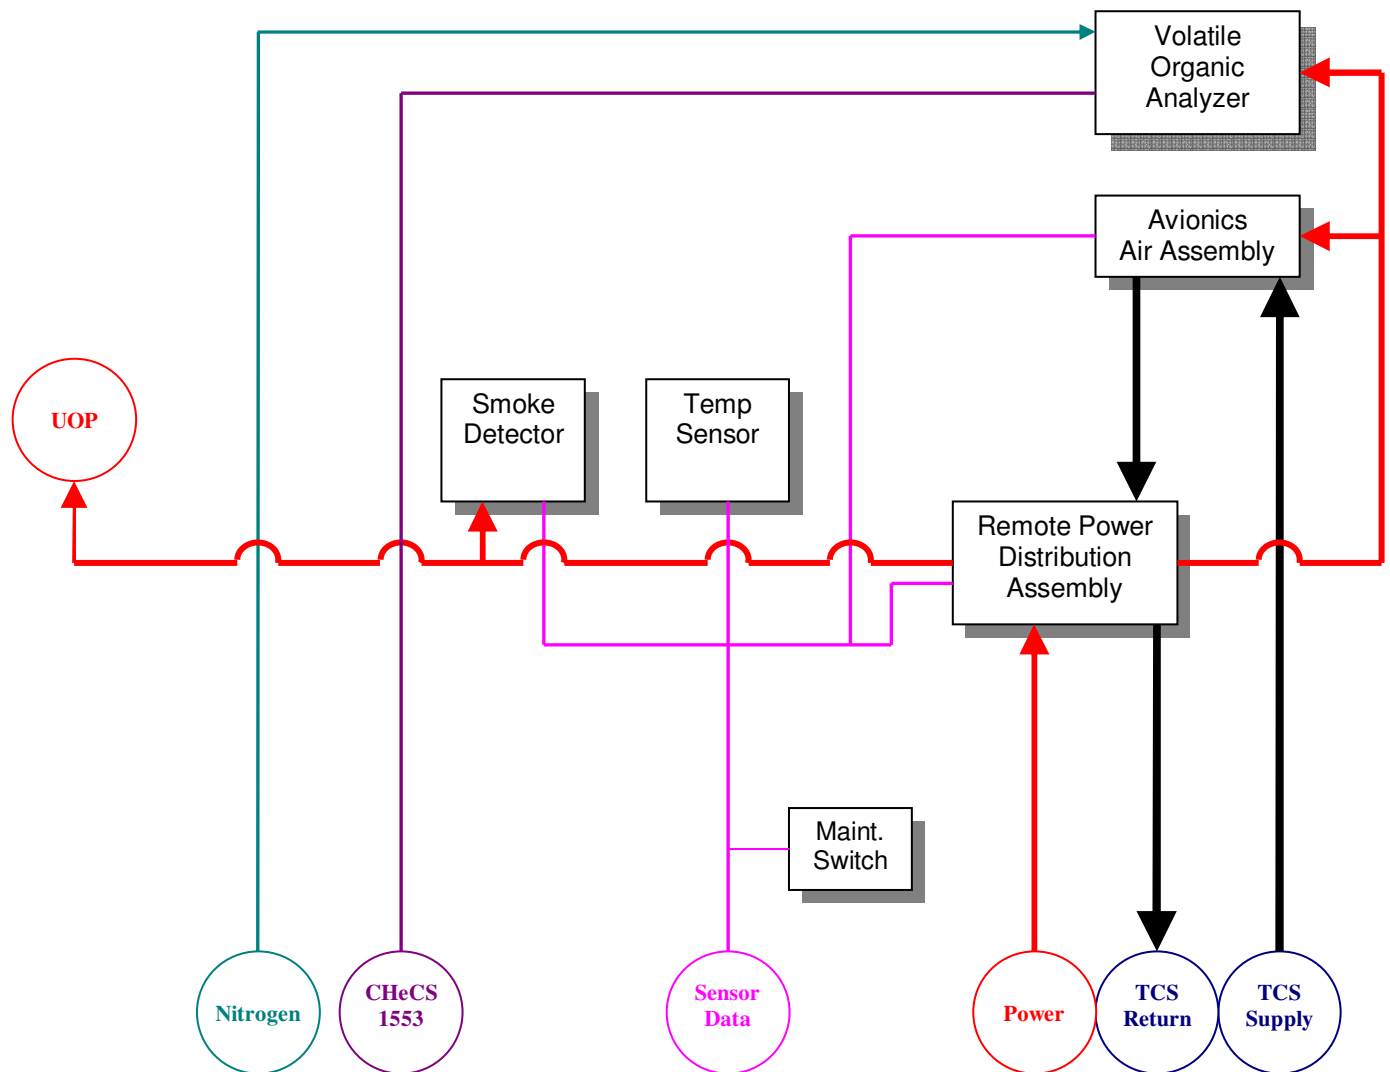 Volatile
Organic
Analyzer
Avionics
Air Assembly
UOP
Smoke
Detector
Temp
Sensor
Remote Power
Distribution
Assembly
Maint.
Switch
Nitrogen
CHeCS
1553
Sensor
Data
Power
TCS
Return
TCS
Supply